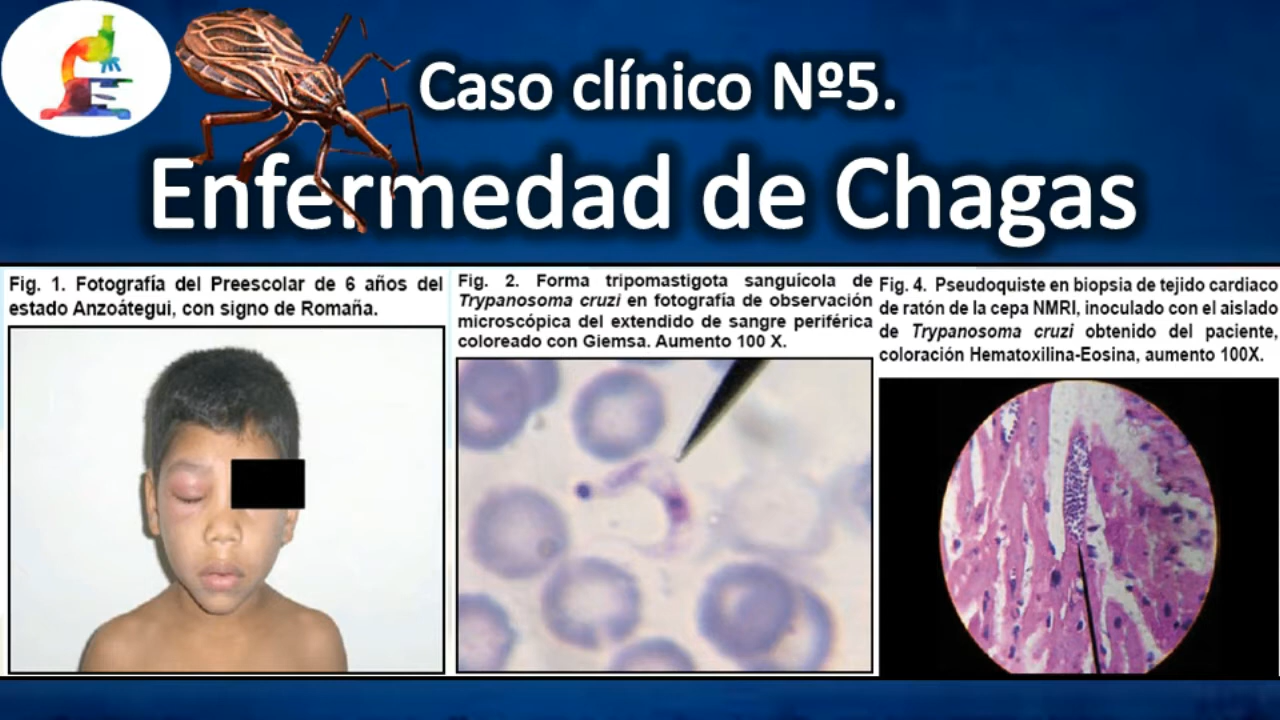 Caso clínico Nº5.
Enfermedad de Chagas
Fig. 1. Fotografía del Preescolar de 6 años del
estado Anzoátegui, con signo de Romaña.
Fig. 2. Forma tripomastigota sanguícola de
Trypanosoma cruzi en fotografía de observación
microscópica del extendido de sangre periférica
coloreado con Giemsa. Aumento 100 X.
Fig. 4. Pseudoquiste en biopsia de tejido cardiaco
de ratón de la cepa NMRI, inoculado con el aislado
de Trypanosoma cruzi obtenido del paciente,
coloración Hematoxilina-Eosina, aumento 100X.